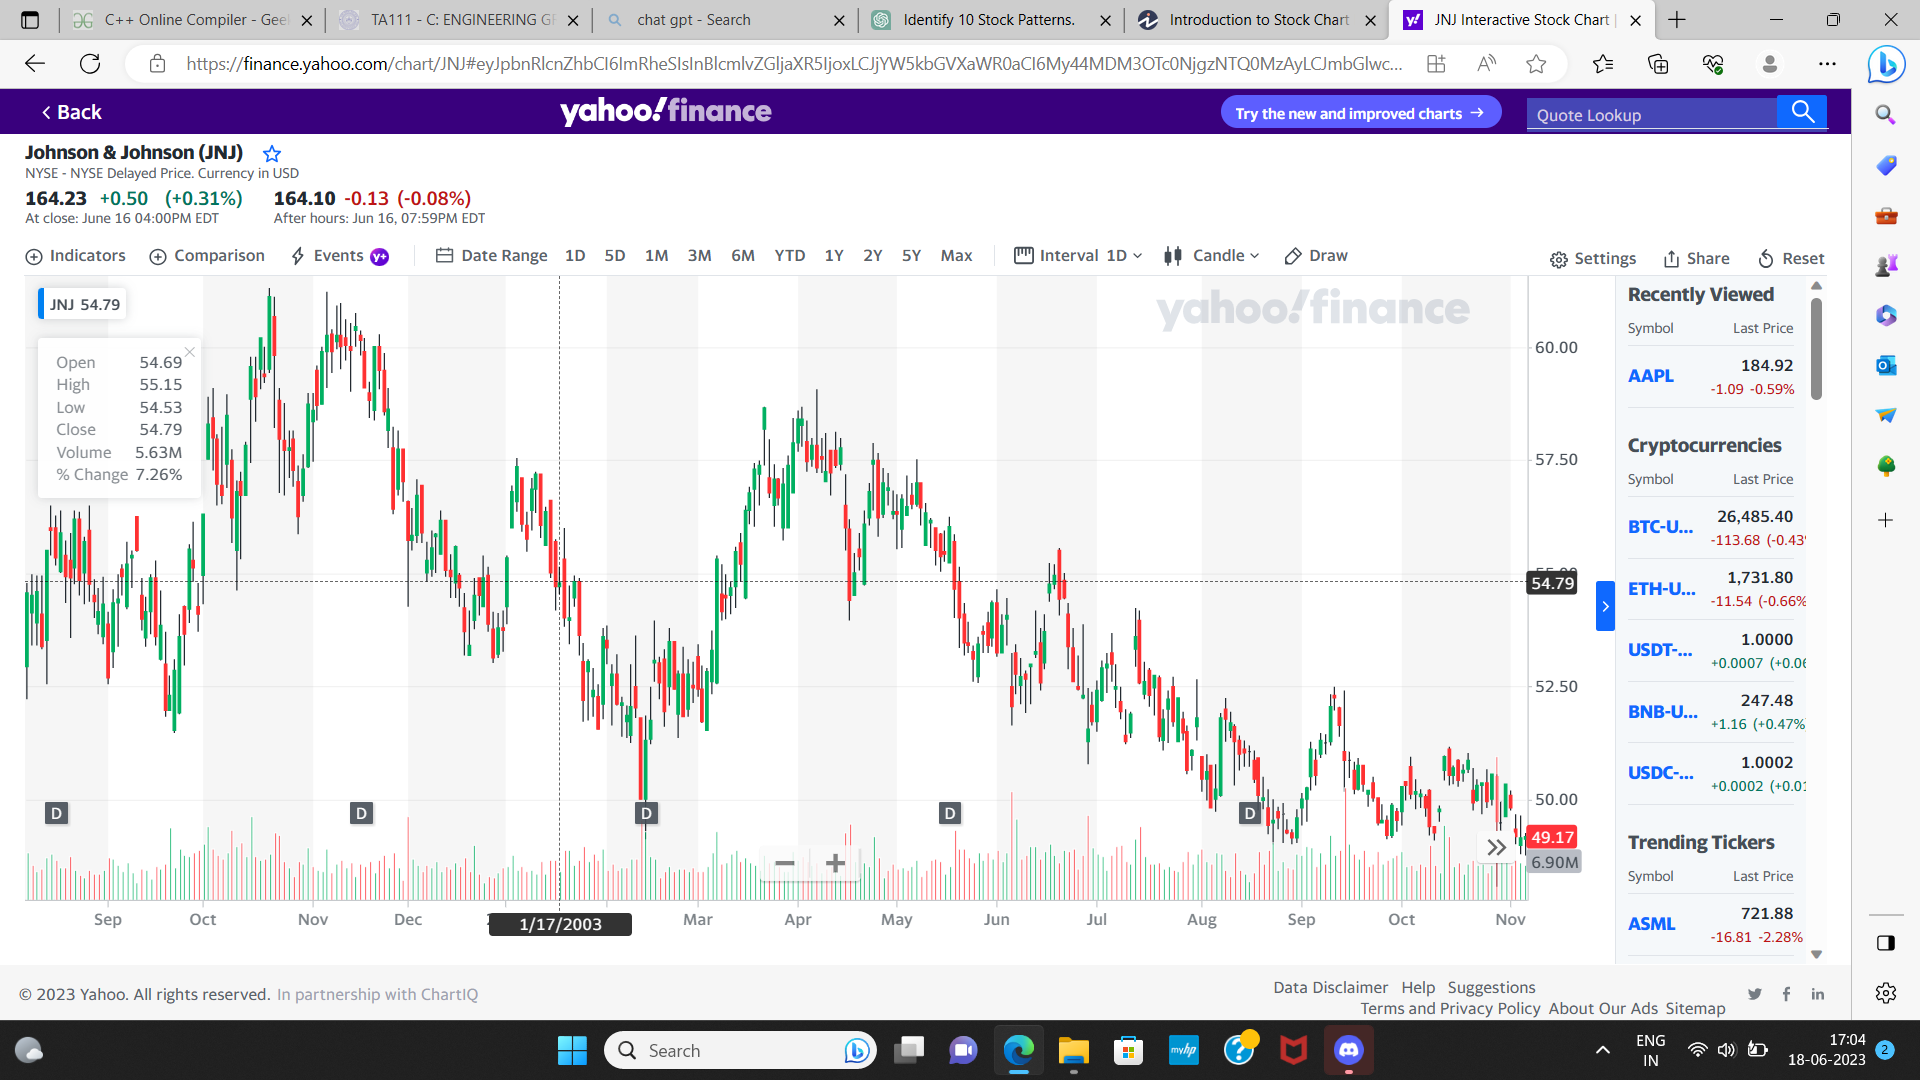 C++ Online Compiler - Geel
TA111 - C: ENGINEERING GF
chat gpt - Search
Identify 10 Stock Patterns.
Introduction to Stock Chart
JNJ Interactive Stock Chart |
https://finance.yahoo.com/chart/JNJ#eyJpbnRlcnZhbCI6ImRheSIsInBlcmlvZGljaXR5IjoxLCJjYW5kbGVXaWR0aCI6My44MDM3OTc0NjgzNTQ0MzAyLCJmbGlwc...
Back
yahoo!finance
Try the new and improved charts →
Quote Lookup
Johnson & Johnson (JNJ)
NYSE - NYSE Delayed Price. Currency in USD
164.23 +0.50 (+0.31%) 164.10 -0.13 (-0.08%)
At close: June 16 04:00PM EDT After hours: Jun 16, 07:59PM EDT
Indicators Comparison Events y+ Date Range 1D 5D 1M 3M 6M YTD 1Y 2Y 5Y Max Interval 1D Candle Draw Settings Share Reset
JNJ 54.79
Open 54.69
High 55.15
Low 54.53
Close 54.79
Volume 5.63M
% Change 7.26%
yahoo!finance
60.00
57.50
54.79
52.50
50.00
49.17
6.90M
D D D D D
Sep Oct Nov Dec 1/17/2003 Mar Apr May Jun Jul Aug Sep Oct Nov
Recently Viewed
Symbol Last Price
AAPL 184.92
-1.09 -0.59%
Cryptocurrencies
Symbol Last Price
BTC-U... 26,485.40
-113.68 (-0.43
ETH-U... 1,731.80
-11.54 (-0.66%
USDT-... 1.0000
+0.0007 (+0.06
BNB-U... 247.48
+1.16 (+0.47%
USDC-... 1.0002
+0.0002 (+0.01
Trending Tickers
Symbol Last Price
ASML 721.88
-16.81 -2.28%
© 2023 Yahoo. All rights reserved. In partnership with ChartIQ
Data Disclaimer Help Suggestions
Terms and Privacy Policy About Our Ads Sitemap
Search
myhp
ENG
IN
17:04
18-06-2023
2